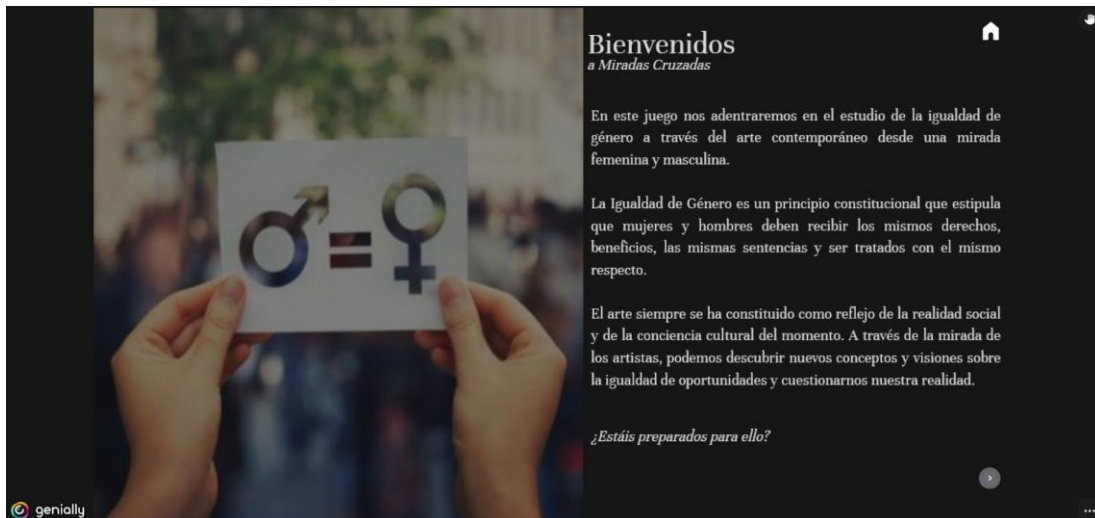 Bienvenidos
a Miradas Cruzadas
En este juego nos adentraremos en el estudio de la igualdad de
género a través del arte contemporáneo desde una mirada
femenina y masculina.
La Igualdad de Género es un principio constitucional que estipula
que mujeres y hombres deben recibir los mismos derechos,
beneficios, las mismas sentencias y ser tratados con el mismo
respecto.
El arte siempre se ha constituido como reflejo de la realidad social
y de la conciencia cultural del momento. A través de la mirada de
los artistas, podemos descubrir nuevos conceptos y visiones sobre
la igualdad de oportunidades y cuestionarnos nuestra realidad.
¿Estáis preparados para ello?
genially